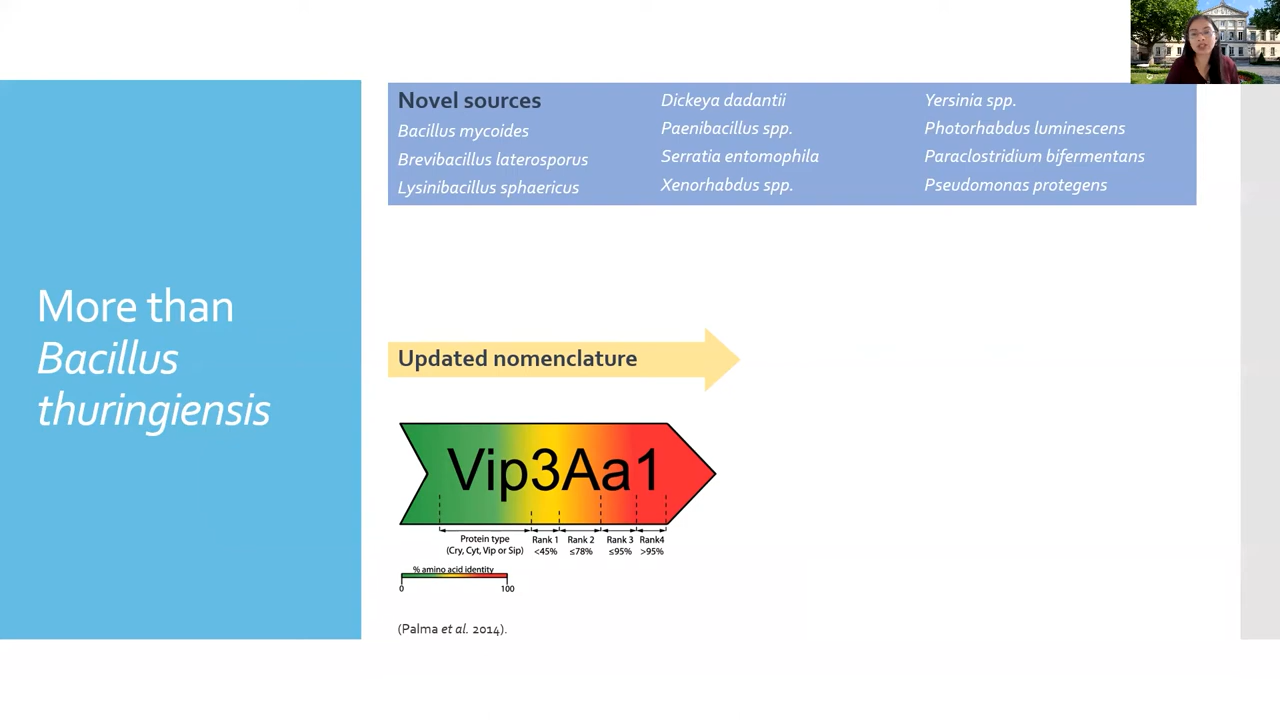 More than
Bacillus
thuringiensis
Novel sources
Bacillus mycoides
Brevibacillus laterosporus
Lysinibacillus sphaericus
Dickeya dadantii
Paenibacillus spp.
Serratia entomophila
Xenorhabdus spp.
Yersinia spp.
Photorhabdus luminescens
Paraclostridium bifermentans
Pseudomonas protegens
Updated nomenclature
Vip3Aa1
Protein type
(Cry, Cyt, Vip or Sip)
Rank 1
<45%
Rank 2
≤78%
Rank 3
≤95%
Rank4
>95%
% amino acid identity
0
100
(Palma et al. 2014).